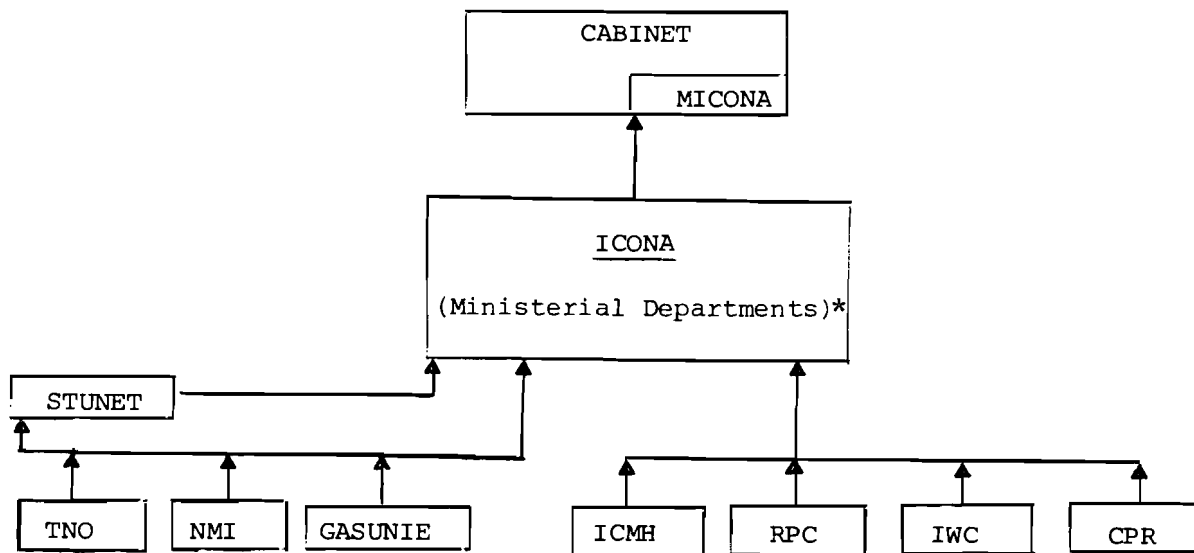 CABINET
MICONA
ICONA
(Ministerial Departments)*
STUNET
TNO
NMI
GASUNIE
ICMH
RPC
IWC
CPR